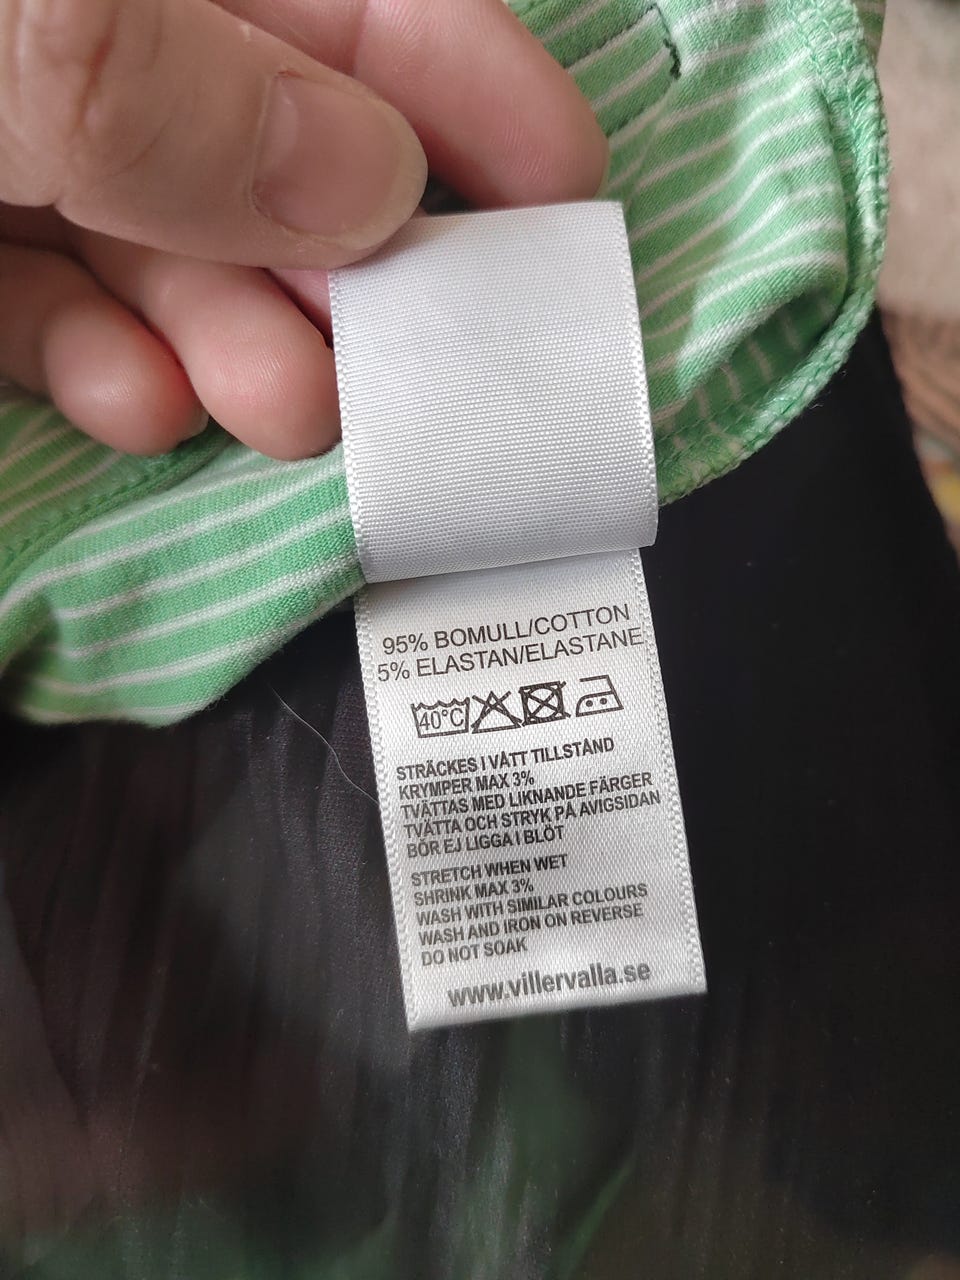 95% BOMULL/COTTON
5% ELASTAN/ELASTANE
40°C
STRÄCKES I VÅTT TILLSTÅND
KRYMPER MAX 3%
TVÄTTAS MED LIKNANDE FÄRGER
TVÄTTA OCH STRYK PÅ AVIGSIDAN
BÖR EJ LIGGA I BLÖT
STRETCH WHEN WET
SHRINK MAX 3%
WASH WITH SIMILAR COLOURS
WASH AND IRON ON REVERSE
DO NOT SOAK
www.villervalla.se